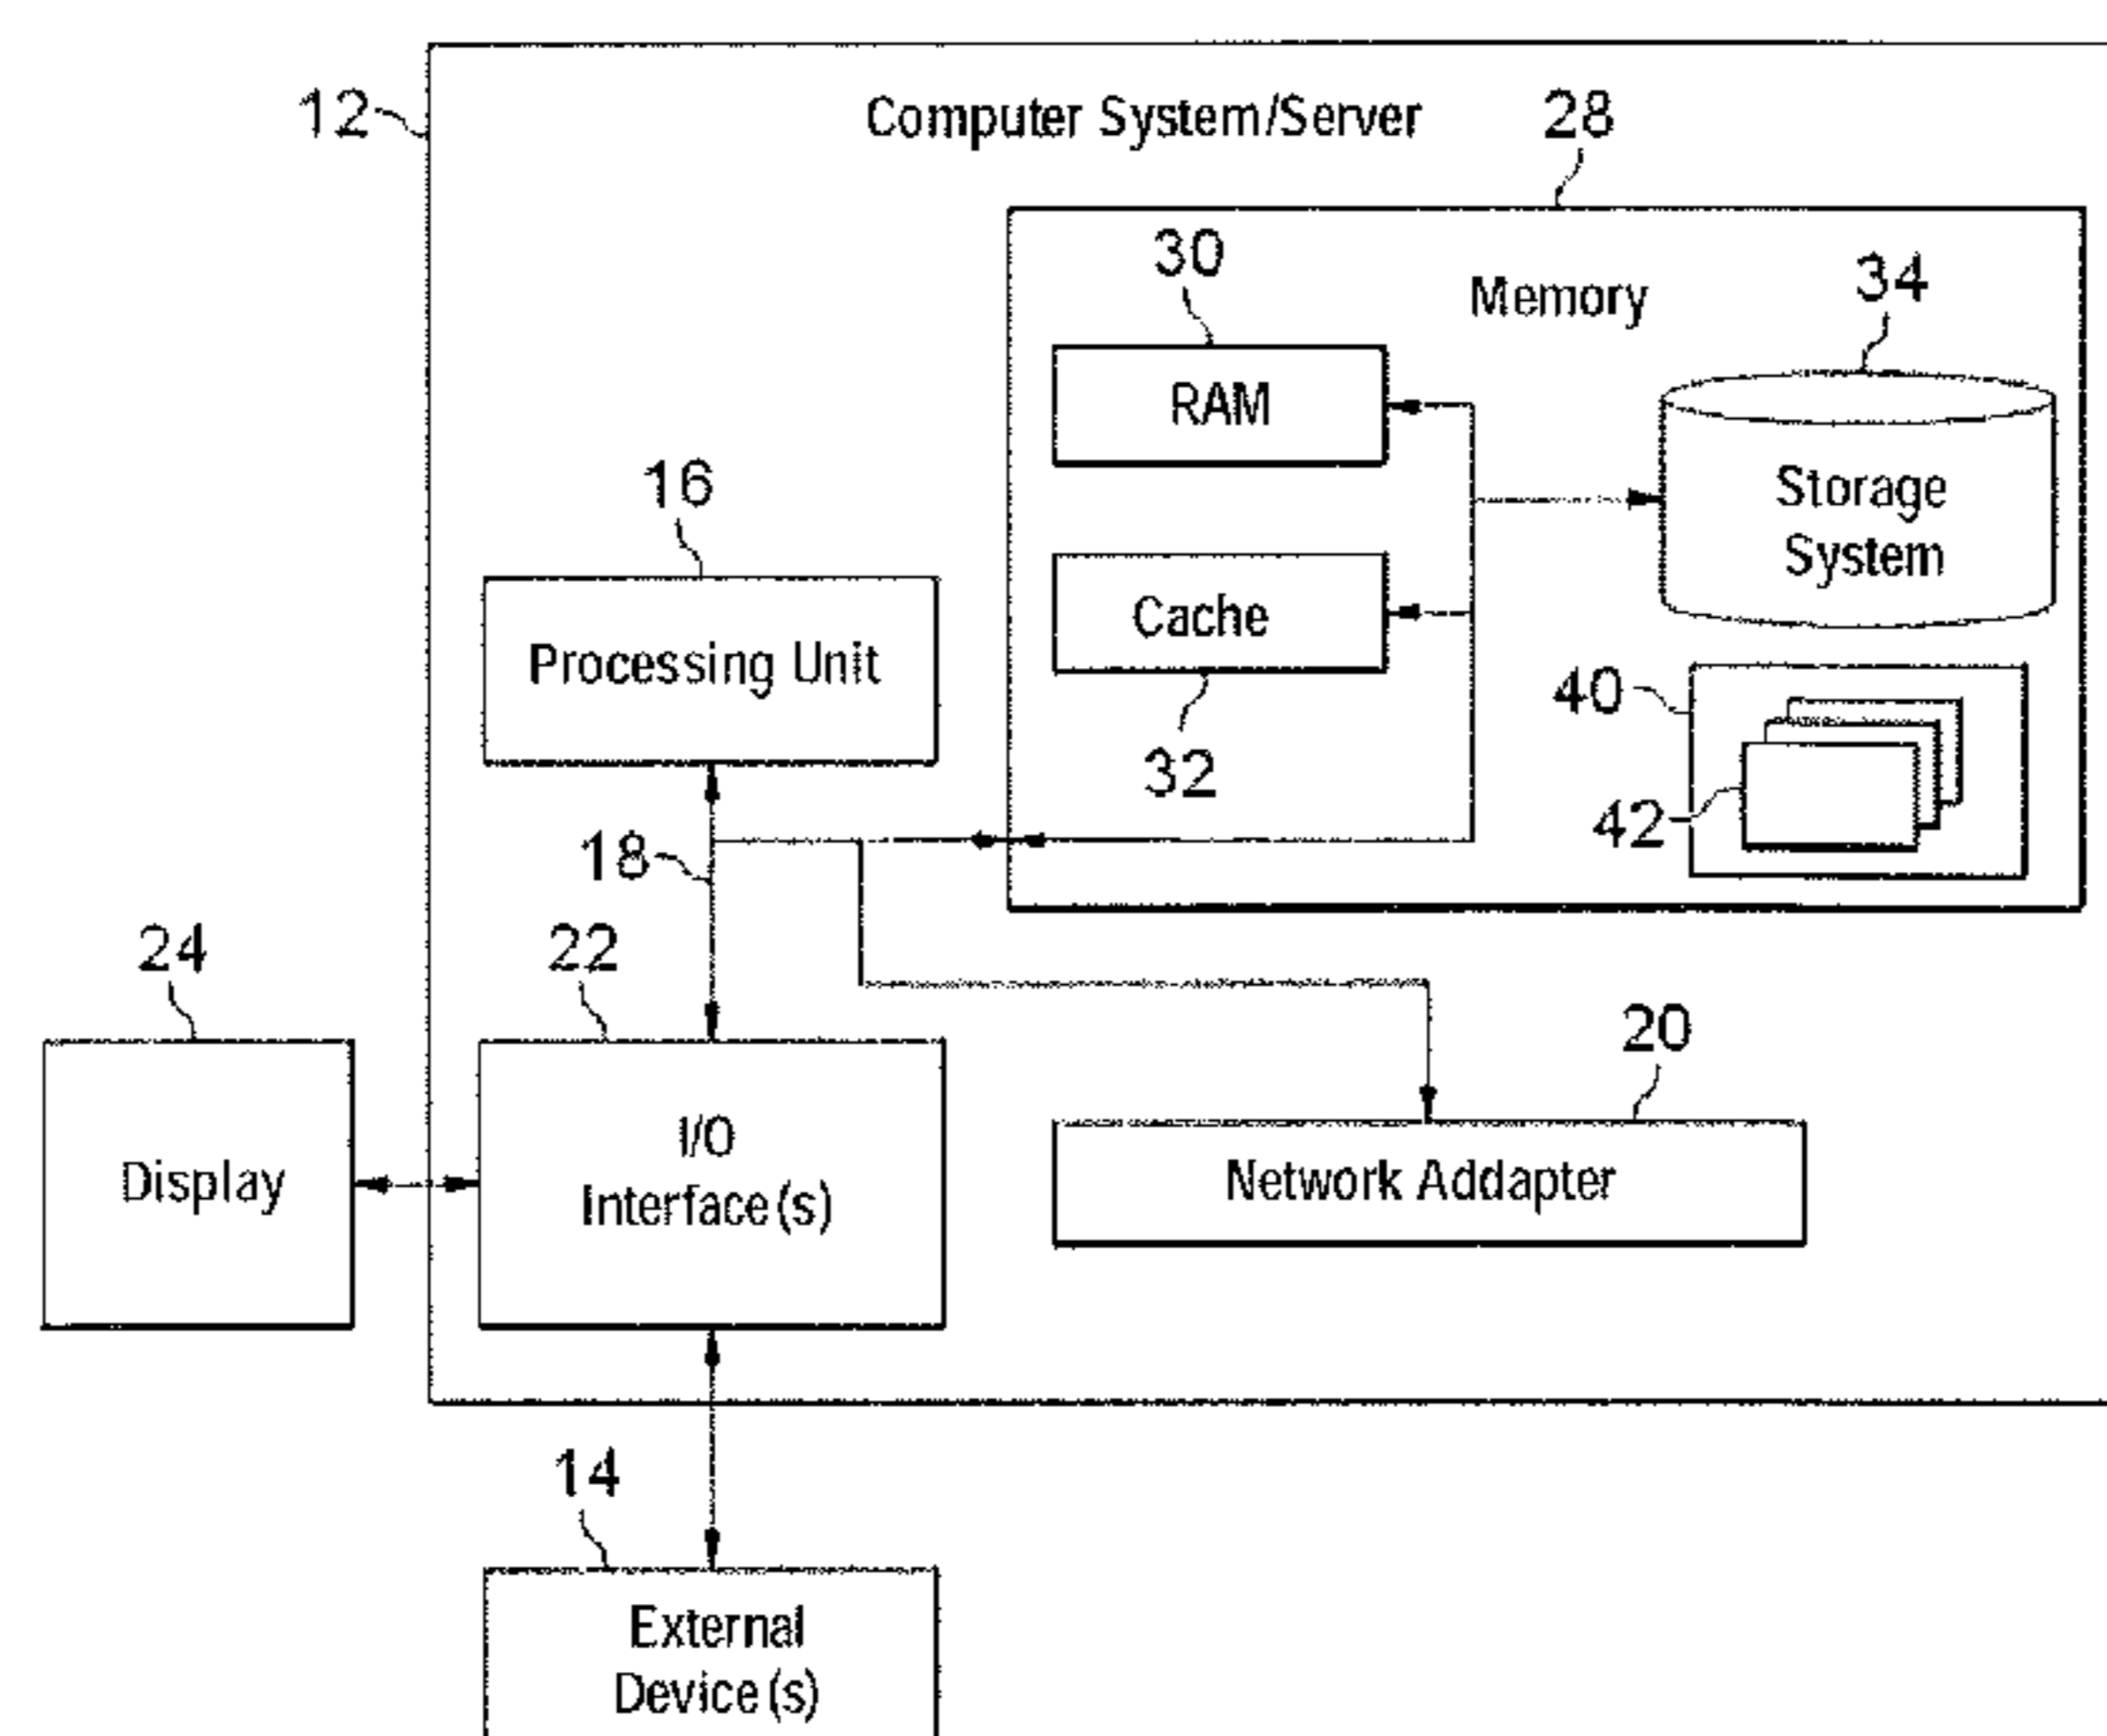 12
Computer System/Server
28
30
Memory
34
RAM
16
Storage
System
Cache
Processing Unit
40
32
42
18
24
22
20
I/O
Interface(s)
Display
Network Addapter
14
External
Device(s)